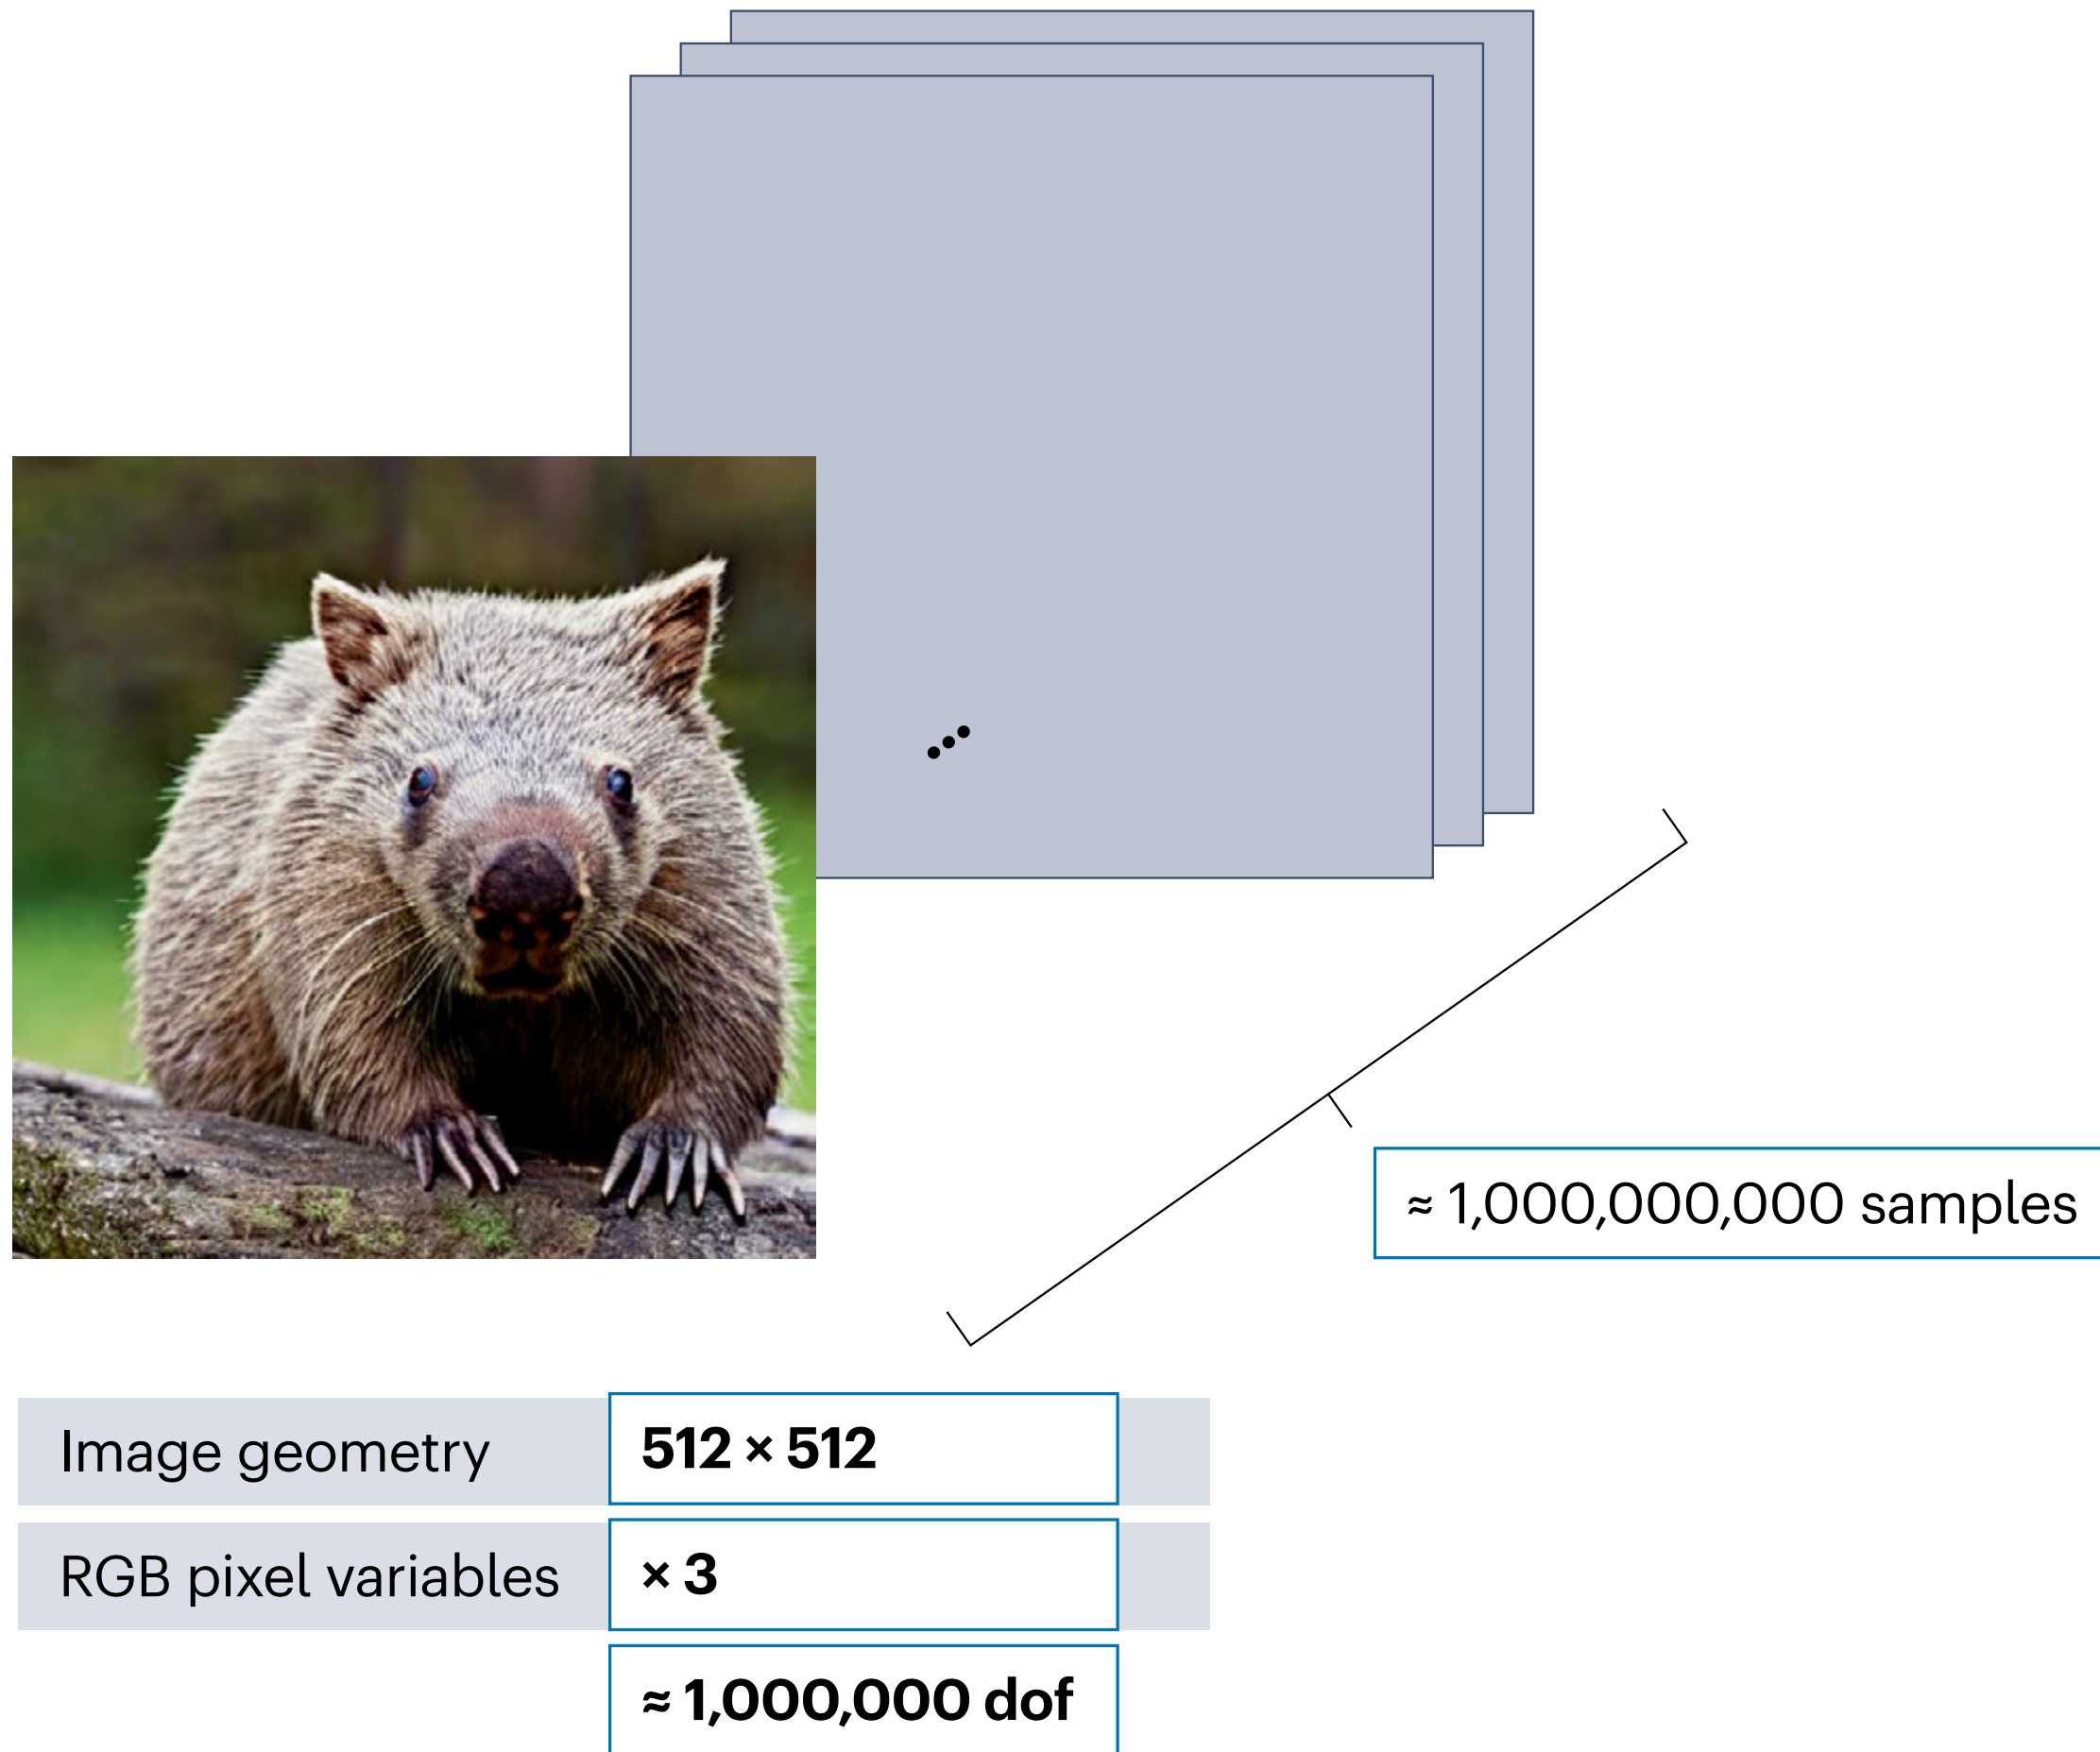 ≈ 1,000,000,000 samples
Image geometry 512 × 512
RGB pixel variables × 3
≈ 1,000,000 dof